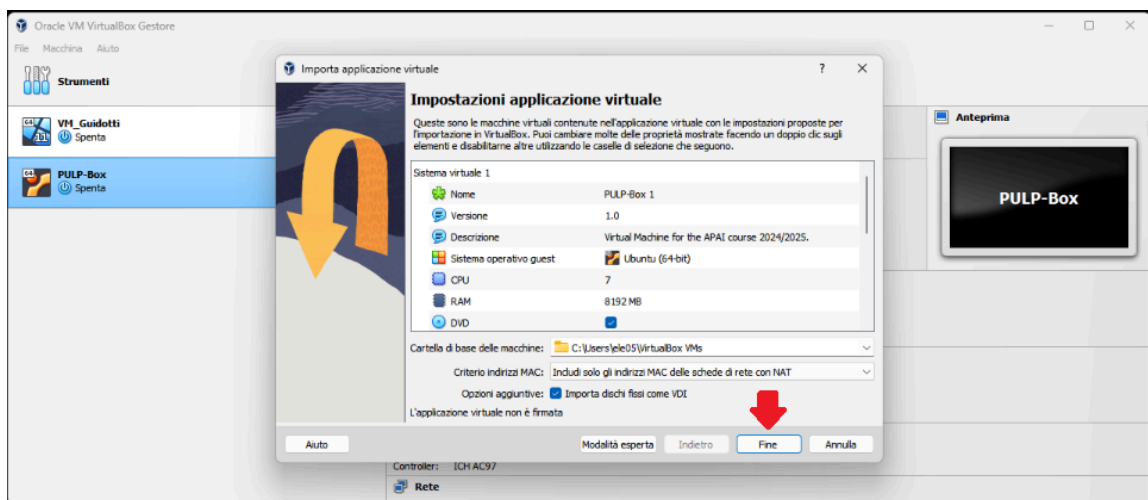 Oracle VM VirtualBox Gestore
File Macchina Aiuto
Strumenti
64
11
VM_Guidotti
Spenta
64
PULP-Box
Spenta
Importa applicazione virtuale
?
Impostazioni applicazione virtuale
Queste sono le macchine virtuali contenute nell'applicazione virtuale con le impostazioni proposte per
l'importazione in VirtualBox. Puoi cambiare molte delle proprietà mostrate facendo un doppio clic sugli
elementi e disabilitarne altre utilizzando le caselle di selezione che seguono.
Sistema virtuale 1
Nome PULP-Box 1
Versione 1.0
Descrizione Virtual Machine for the APAI course 2024/2025.
Sistema operativo guest Ubuntu (64-bit)
CPU 7
RAM 8192 MB
DVD
Cartella di base delle macchine: C:\Users\ele05\VirtualBox VMs
Criterio indirizzi MAC: Includi solo gli indirizzi MAC delle schede di rete con NAT
Opzioni aggiuntive: Importa dischi fissi come VDI
L'applicazione virtuale non è firmata
Aiuto Modalità esperta Indietro Fine Annulla
Anteprima
PULP-Box
Controller: ICH AC97
Rete